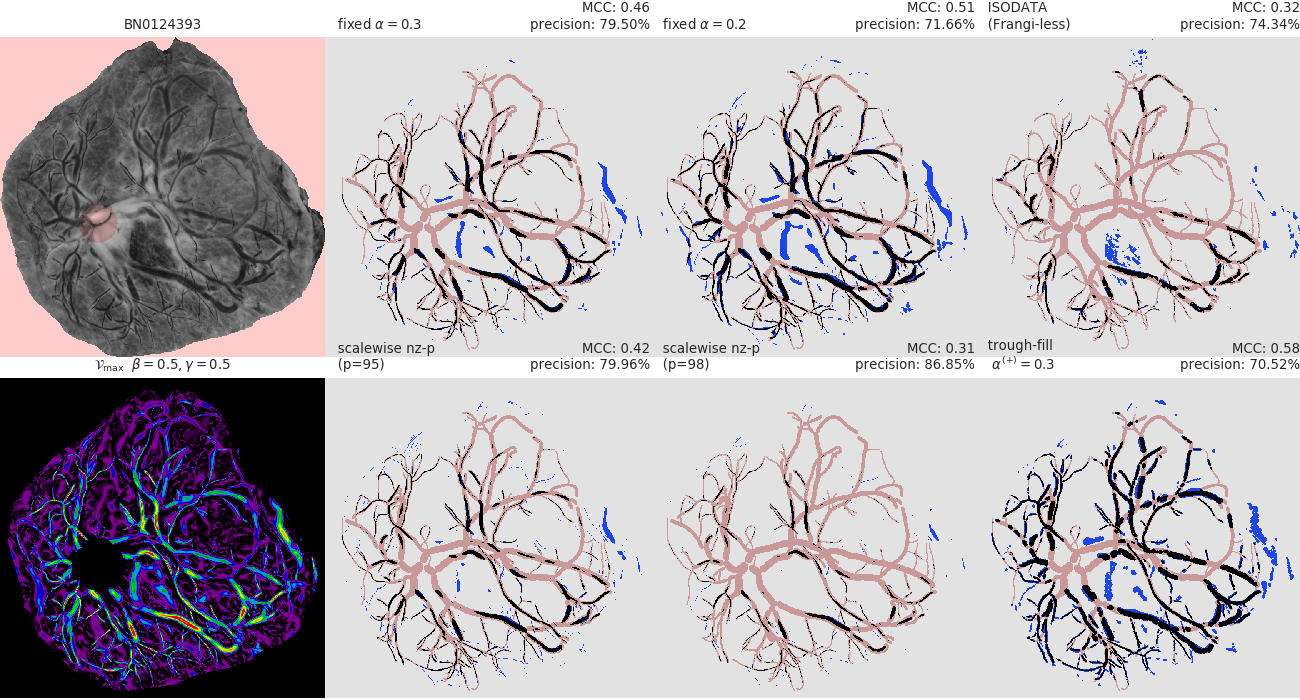 BN0124393
fixed α = 0.3
MCC: 0.46
precision: 79.50%
fixed α = 0.2
MCC: 0.51
precision: 71.66%
ISODATA
(Frangi-less)
MCC: 0.32
precision: 74.34%
𝒱max β = 0.5, γ = 0.5
scalewise nz-p
(p=95)
MCC: 0.42
precision: 79.96%
scalewise nz-p
(p=98)
MCC: 0.31
precision: 86.85%
trough-fill
α(+) = 0.3
MCC: 0.58
precision: 70.52%